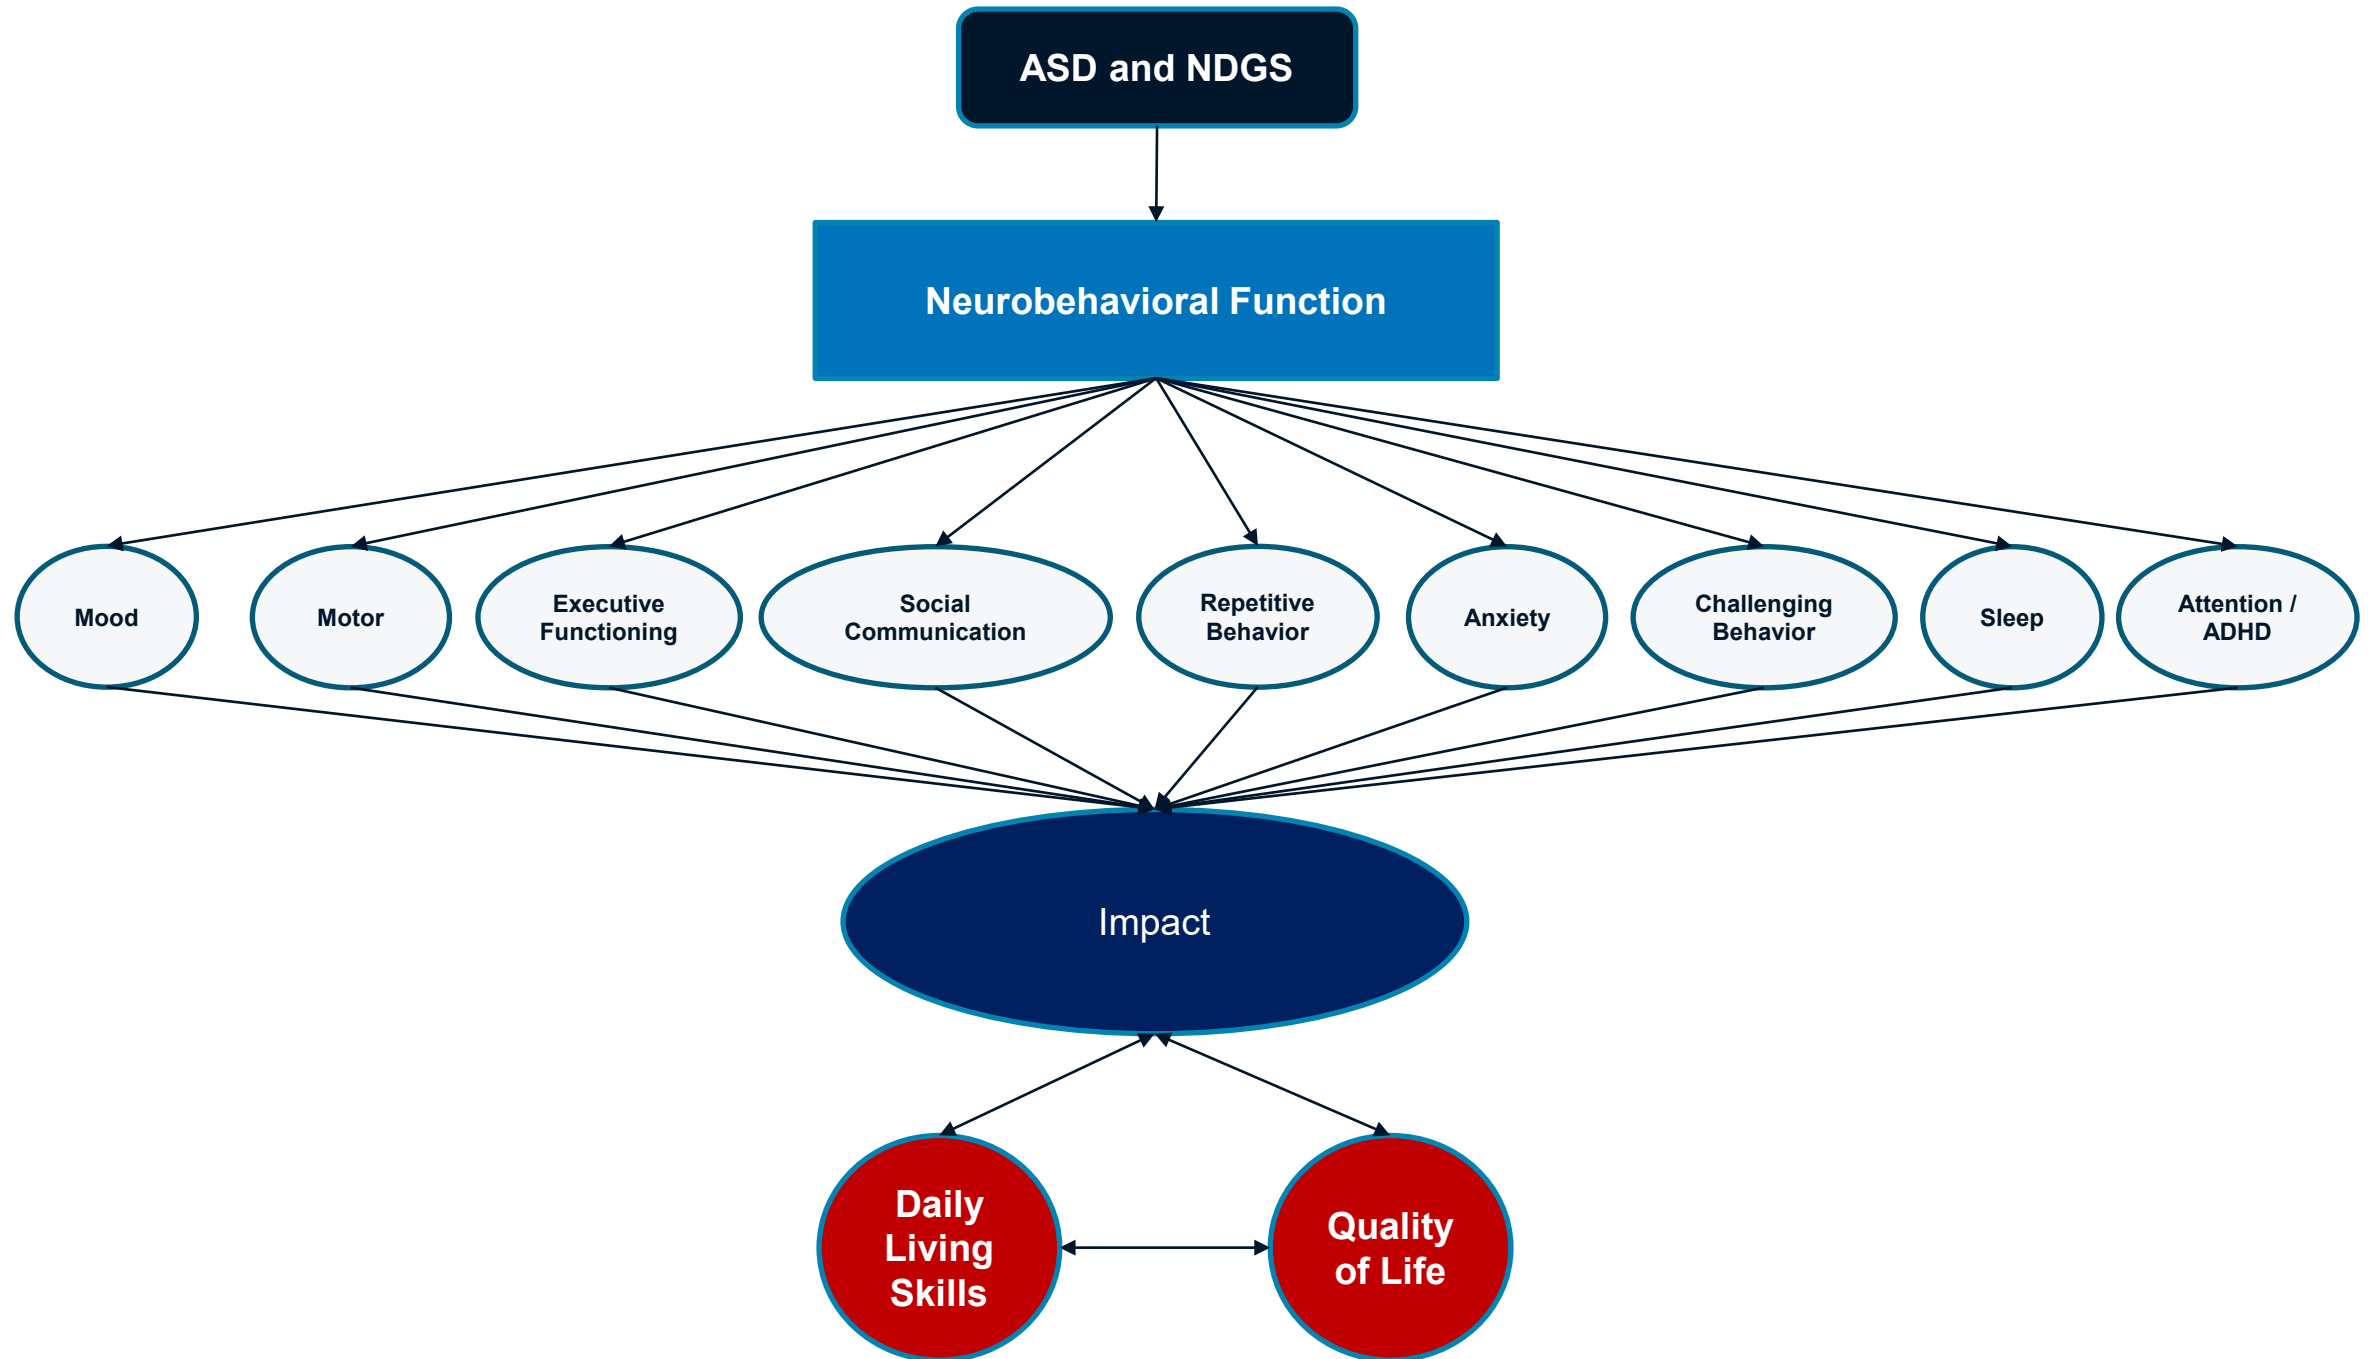 ASD and NDGS
Neurobehavioral Function
Mood
Motor
Executive
Functioning
Social
Communication
Repetitive
Behavior
Anxiety
Challenging
Behavior
Sleep
Attention /
ADHD
Impact
Daily
Living
Skills
Quality
of Life